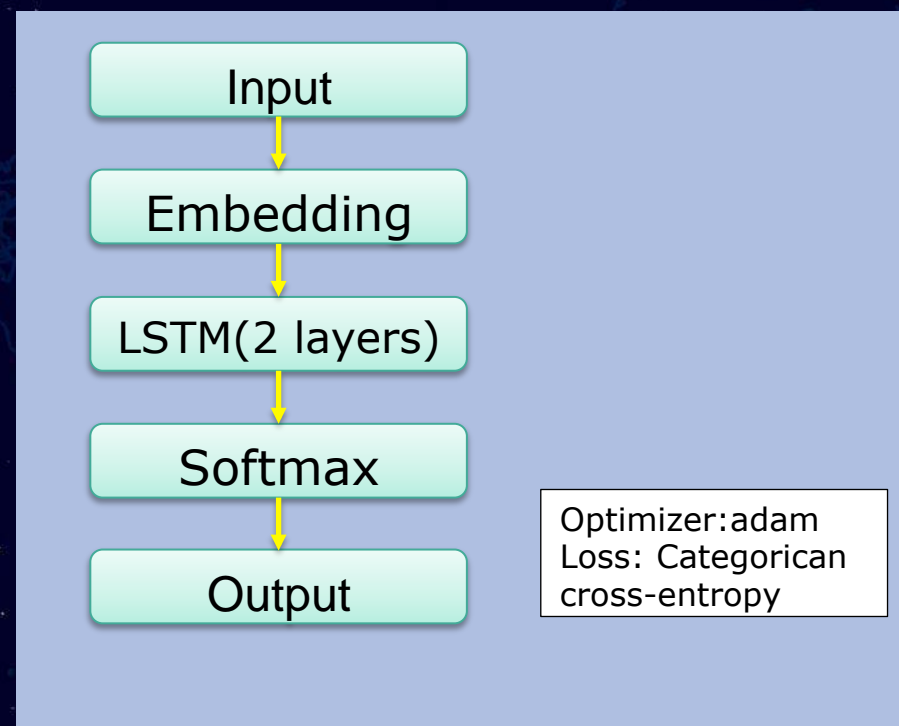 Input
Embedding
LSTM(2 layers)
Softmax
Output
Optimizer:adam
Loss: Categorican
cross-entropy